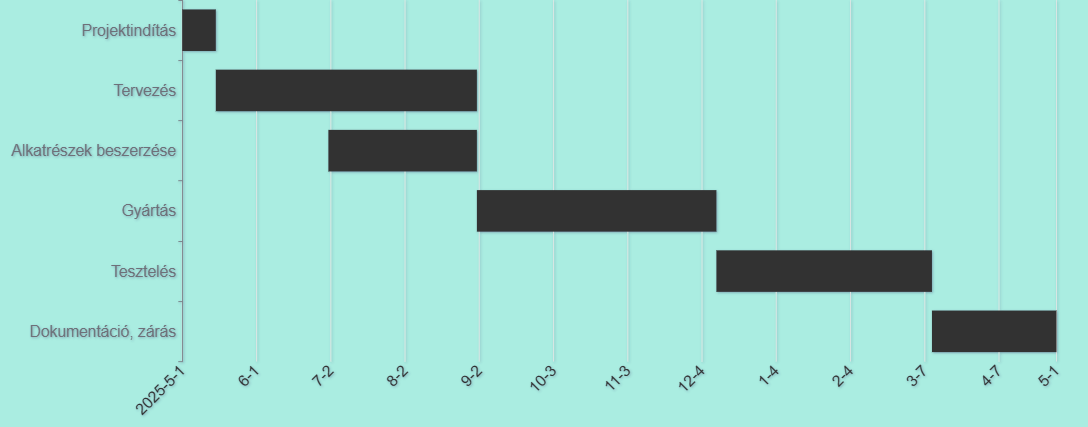 Projektindítás
Tervezés
Alkatrészek beszerzése
Gyártás
Tesztelés
Dokumentáció, zárás
2025-5-1
6-1
7-2
8-2
9-2
10-3
11-3
12-4
1-4
2-4
3-7
4-7
5-1